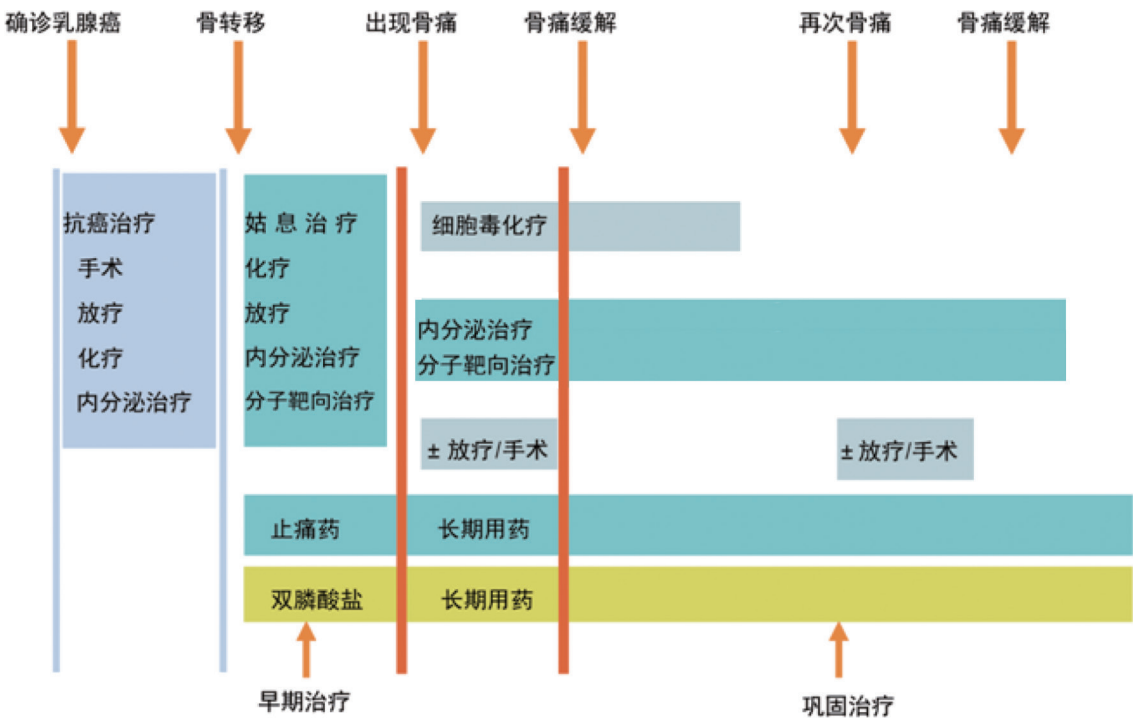 确诊乳腺癌
骨转移
出现骨痛
骨痛缓解
再次骨痛
骨痛缓解
抗癌治疗
手术
放疗
化疗
内分泌治疗
姑 息 治 疗
化疗
放疗
内分泌治疗
分子靶向治疗
细胞毒化疗
内分泌治疗
分子靶向治疗
± 放疗/手术
± 放疗/手术
止痛药
长期用药
双膦酸盐
长期用药
早期治疗
巩固治疗